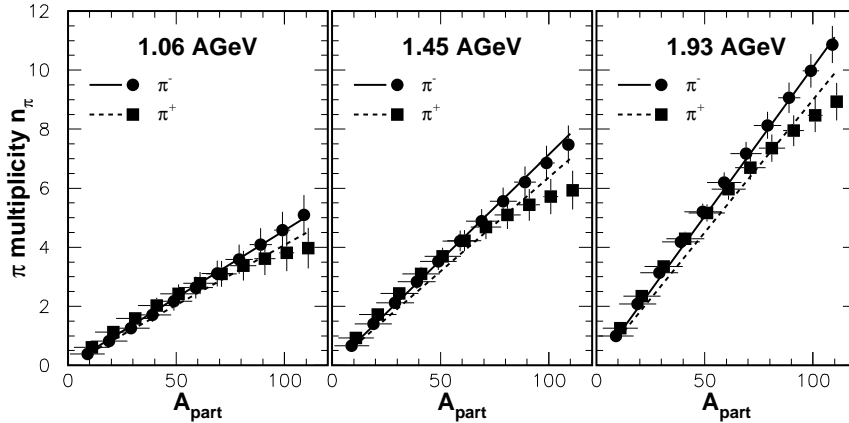 π multiplicity n_π
12
10
8
6
4
2
0
1.06 AGeV
π⁻
π⁺
0
50
100
A_part
1.45 AGeV
π⁻
π⁺
0
50
100
A_part
1.93 AGeV
π⁻
π⁺
0
50
100
A_part